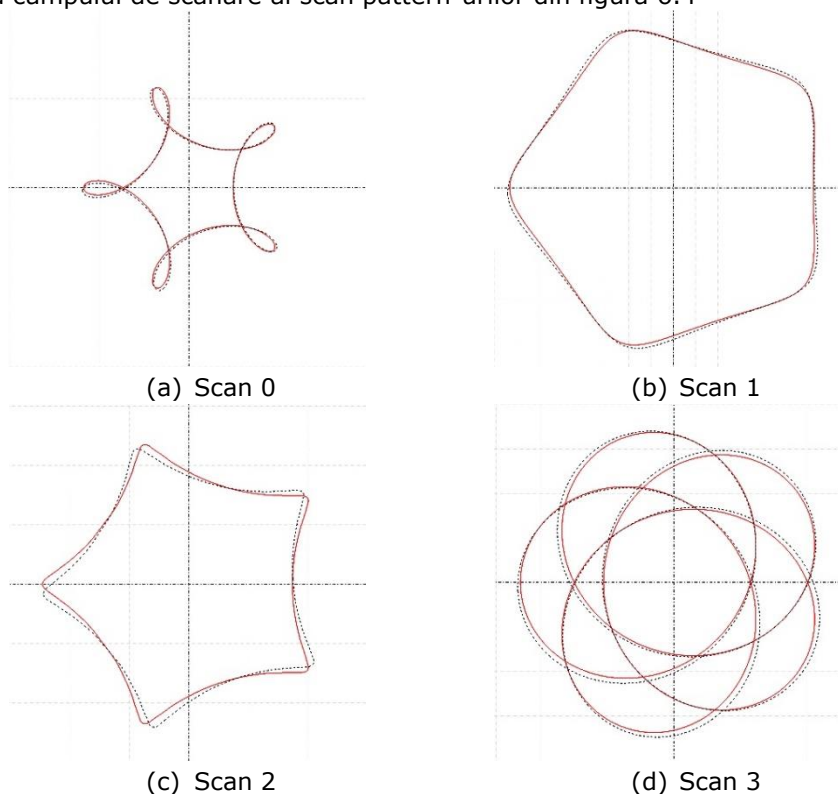 câmpului de scanare al scan pattern-urilor din figura 6.4
(a) Scan 0
(b) Scan 1
(c) Scan 2
(d) Scan 3